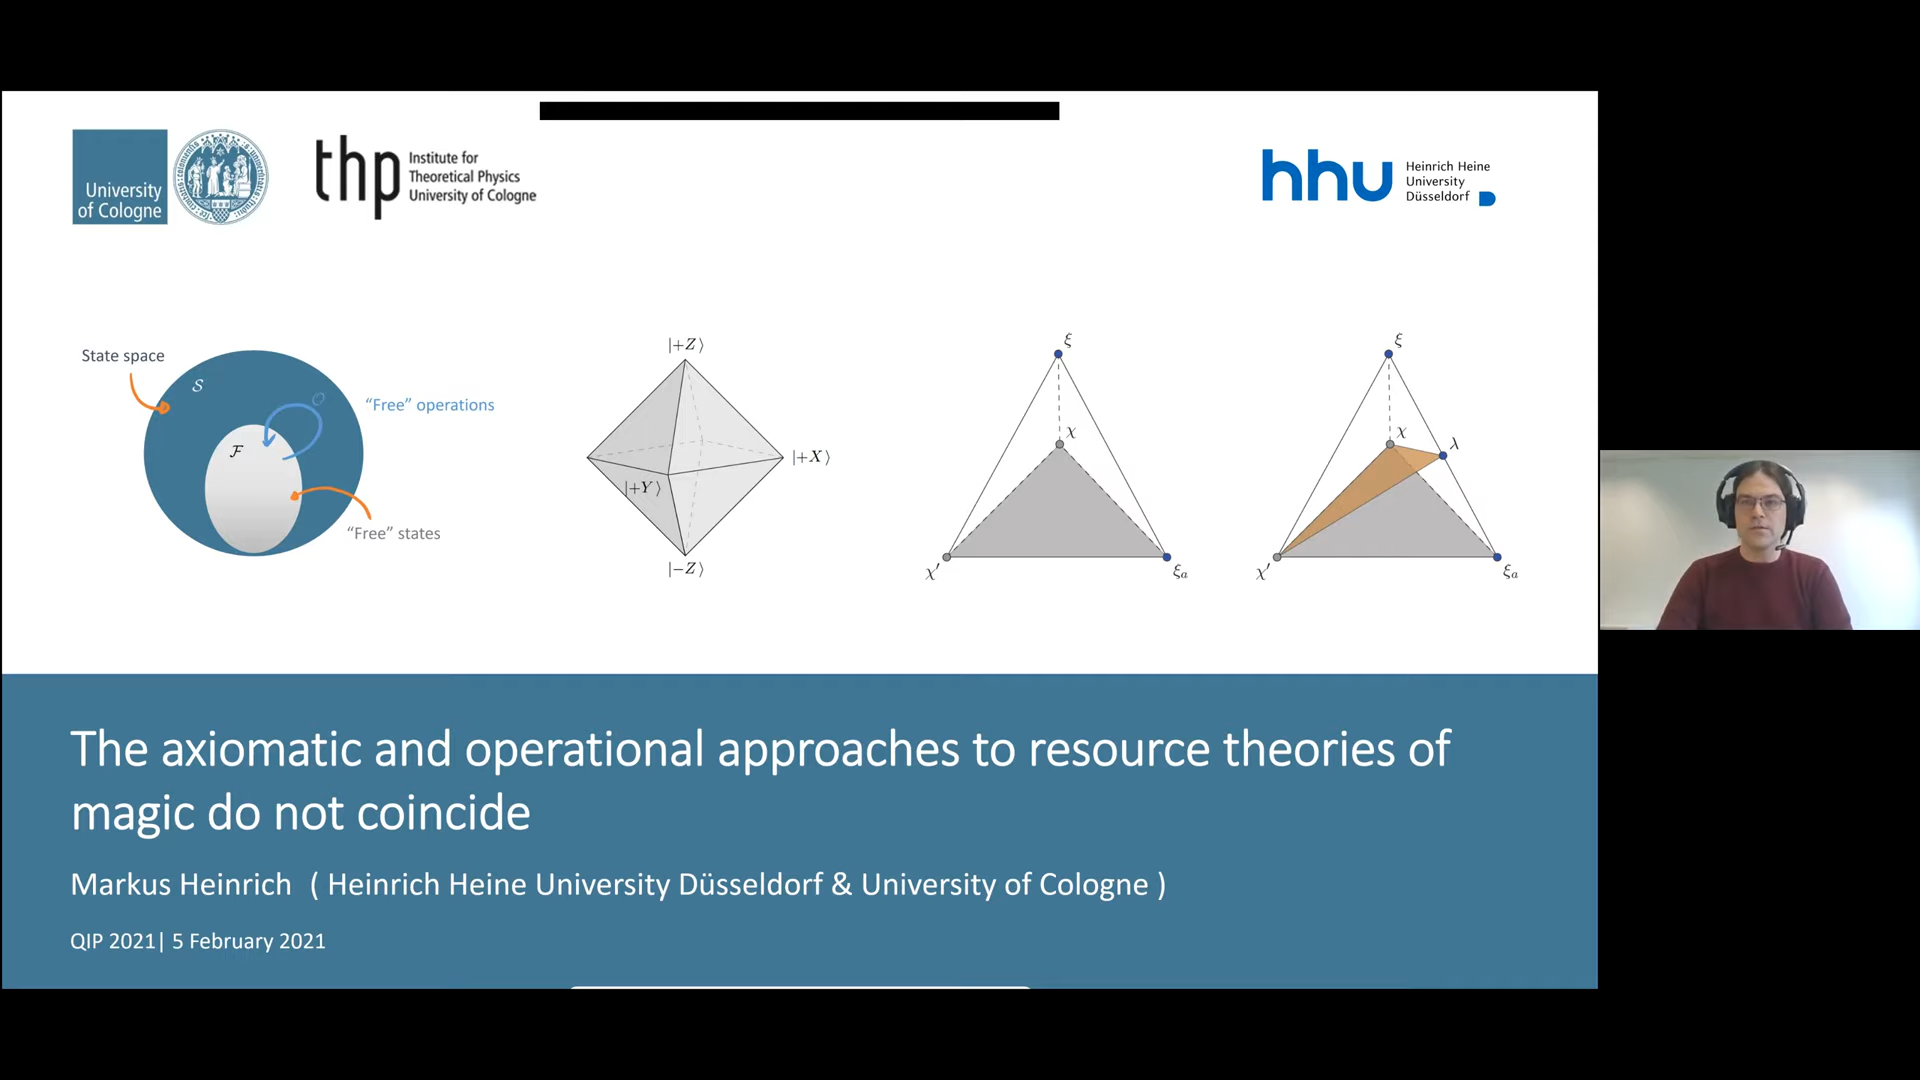 University
of Cologne
thp
Institute for
Theoretical Physics
University of Cologne
hhu
Heinrich Heine
University
Düsseldorf
State space
𝒮
𝒪
"Free" operations
ℱ
"Free" states
|+Z⟩
|+X⟩
|+Y⟩
|−Z⟩
ξ
χ
χ′
ξa
ξ
χ
λ
χ′
ξa
The axiomatic and operational approaches to resource theories of
magic do not coincide
Markus Heinrich ( Heinrich Heine University Düsseldorf & University of Cologne )
QIP 2021| 5 February 2021